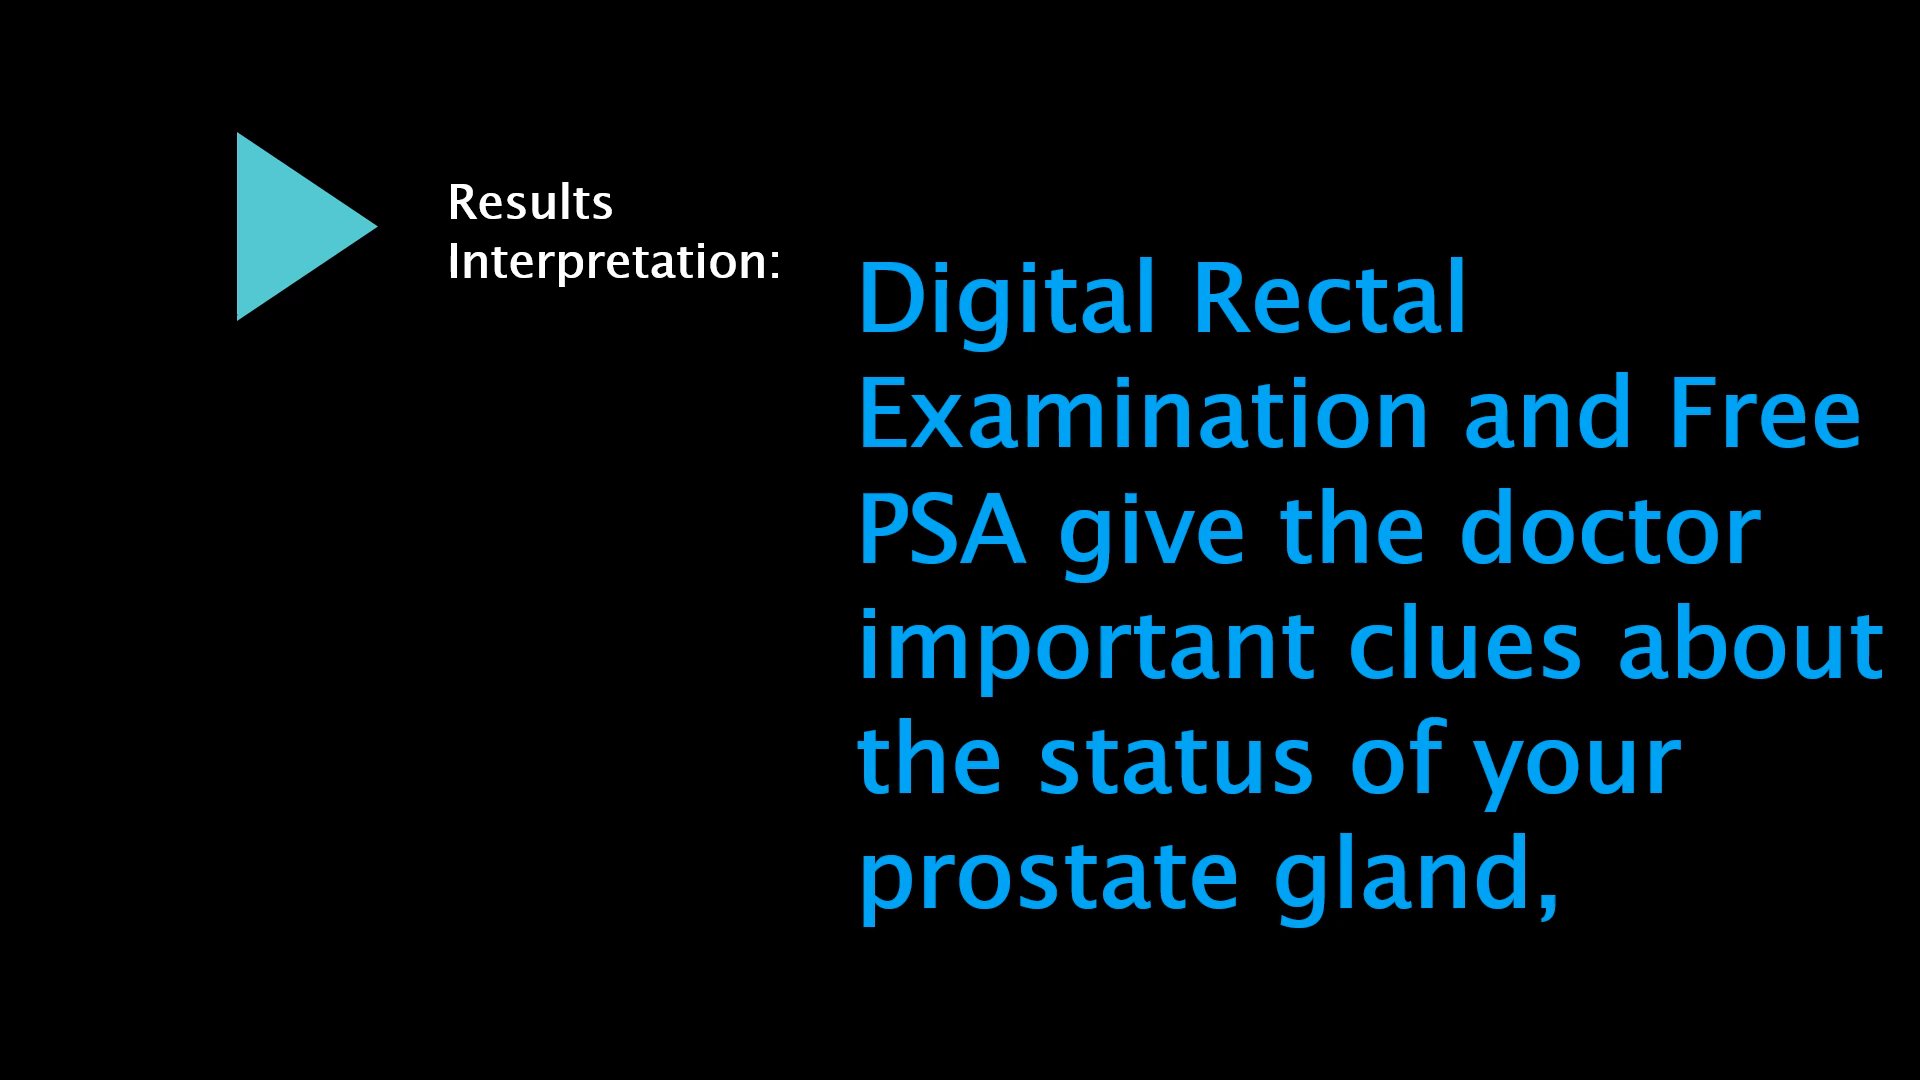 Results
Interpretation:
Digital Rectal
Examination and Free
PSA give the doctor
important clues about
the status of your
prostate gland,